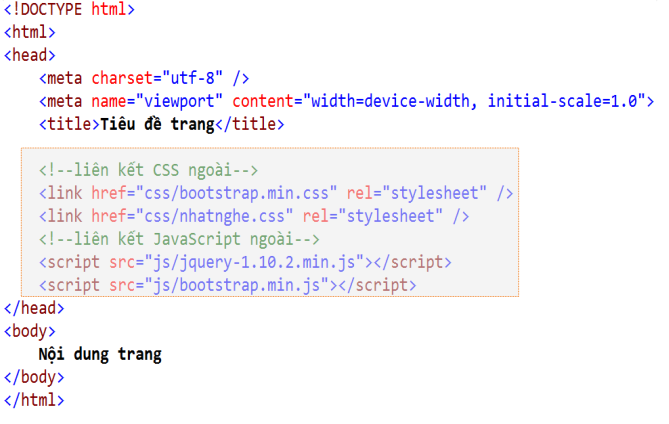 <!DOCTYPE html>
<html>
<head>
<meta charset="utf-8" />
<meta name="viewport" content="width=device-width, initial-scale=1.0">
<title>Tiêu đề trang</title>
<!--liên kết CSS ngoài-->
<link href="css/bootstrap.min.css" rel="stylesheet" />
<link href="css/nhatnghe.css" rel="stylesheet" />
<!--liên kết JavaScript ngoài-->
<script src="js/jquery-1.10.2.min.js"></script>
<script src="js/bootstrap.min.js"></script>
</head>
<body>
Nội dung trang
</body>
</html>